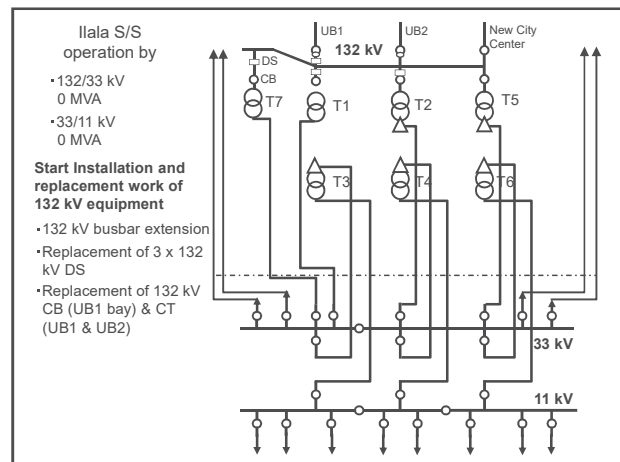 Ilala S/S
operation by
▪132/33 kV
0 MVA
▪33/11 kV
0 MVA
Start Installation and
replacement work of
132 kV equipment
▪132 kV busbar extension
▪Replacement of 3 x 132
kV DS
▪Replacement of 132 kV
CB (UB1 bay) & CT
(UB1 & UB2)
UB1
UB2
New City
Center
132 kV
DS
CB
T7
T1
T2
T5
T3
T4
T6
33 kV
11 kV